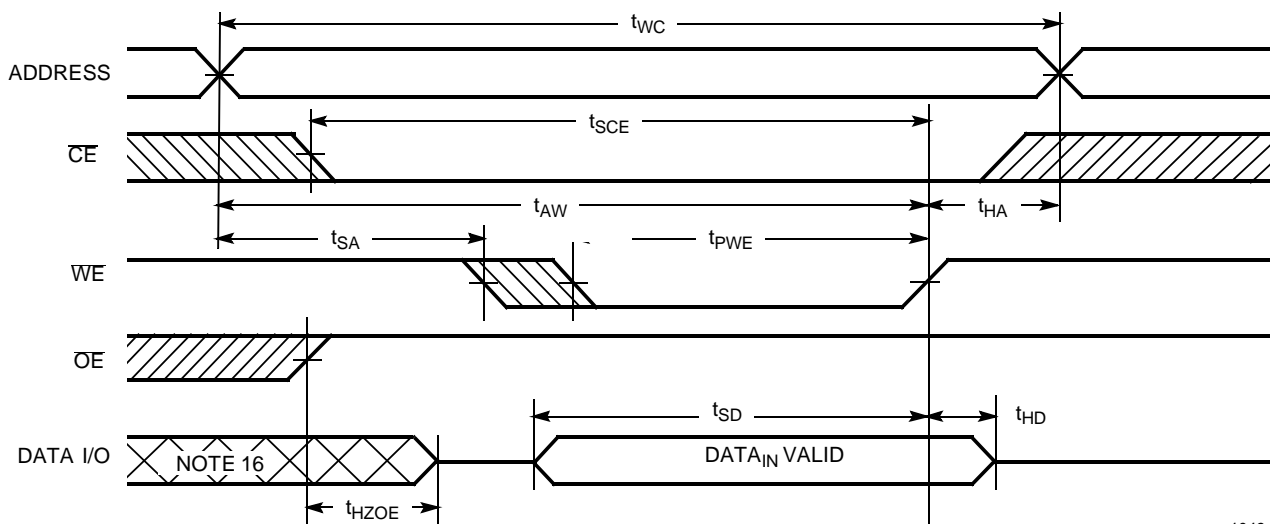 tWC
ADDRESS
tSCE
CE
tAW
tHA
tSA
tPWE
WE
OE
tSD
tHD
DATA I/O
NOTE 16
DATAIN VALID
tHZOE